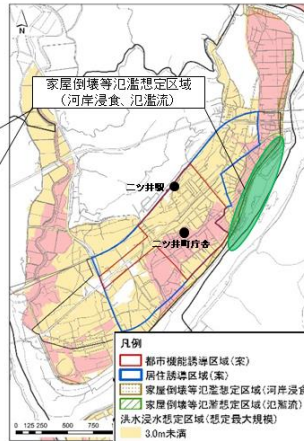 N
家屋倒壊等氾濫想定区域
(河岸浸食、氾濫流)
二ツ井駅
二ツ井町庁舎
0 125 250 500
凡例
都市機能誘導区域(案)
居住誘導区域(案)
家屋倒壊等氾濫想定区域(河岸浸食
家屋倒壊等氾濫想定区域(氾濫流)
洪水浸水想定区域(想定最大規模)
3.0m未満